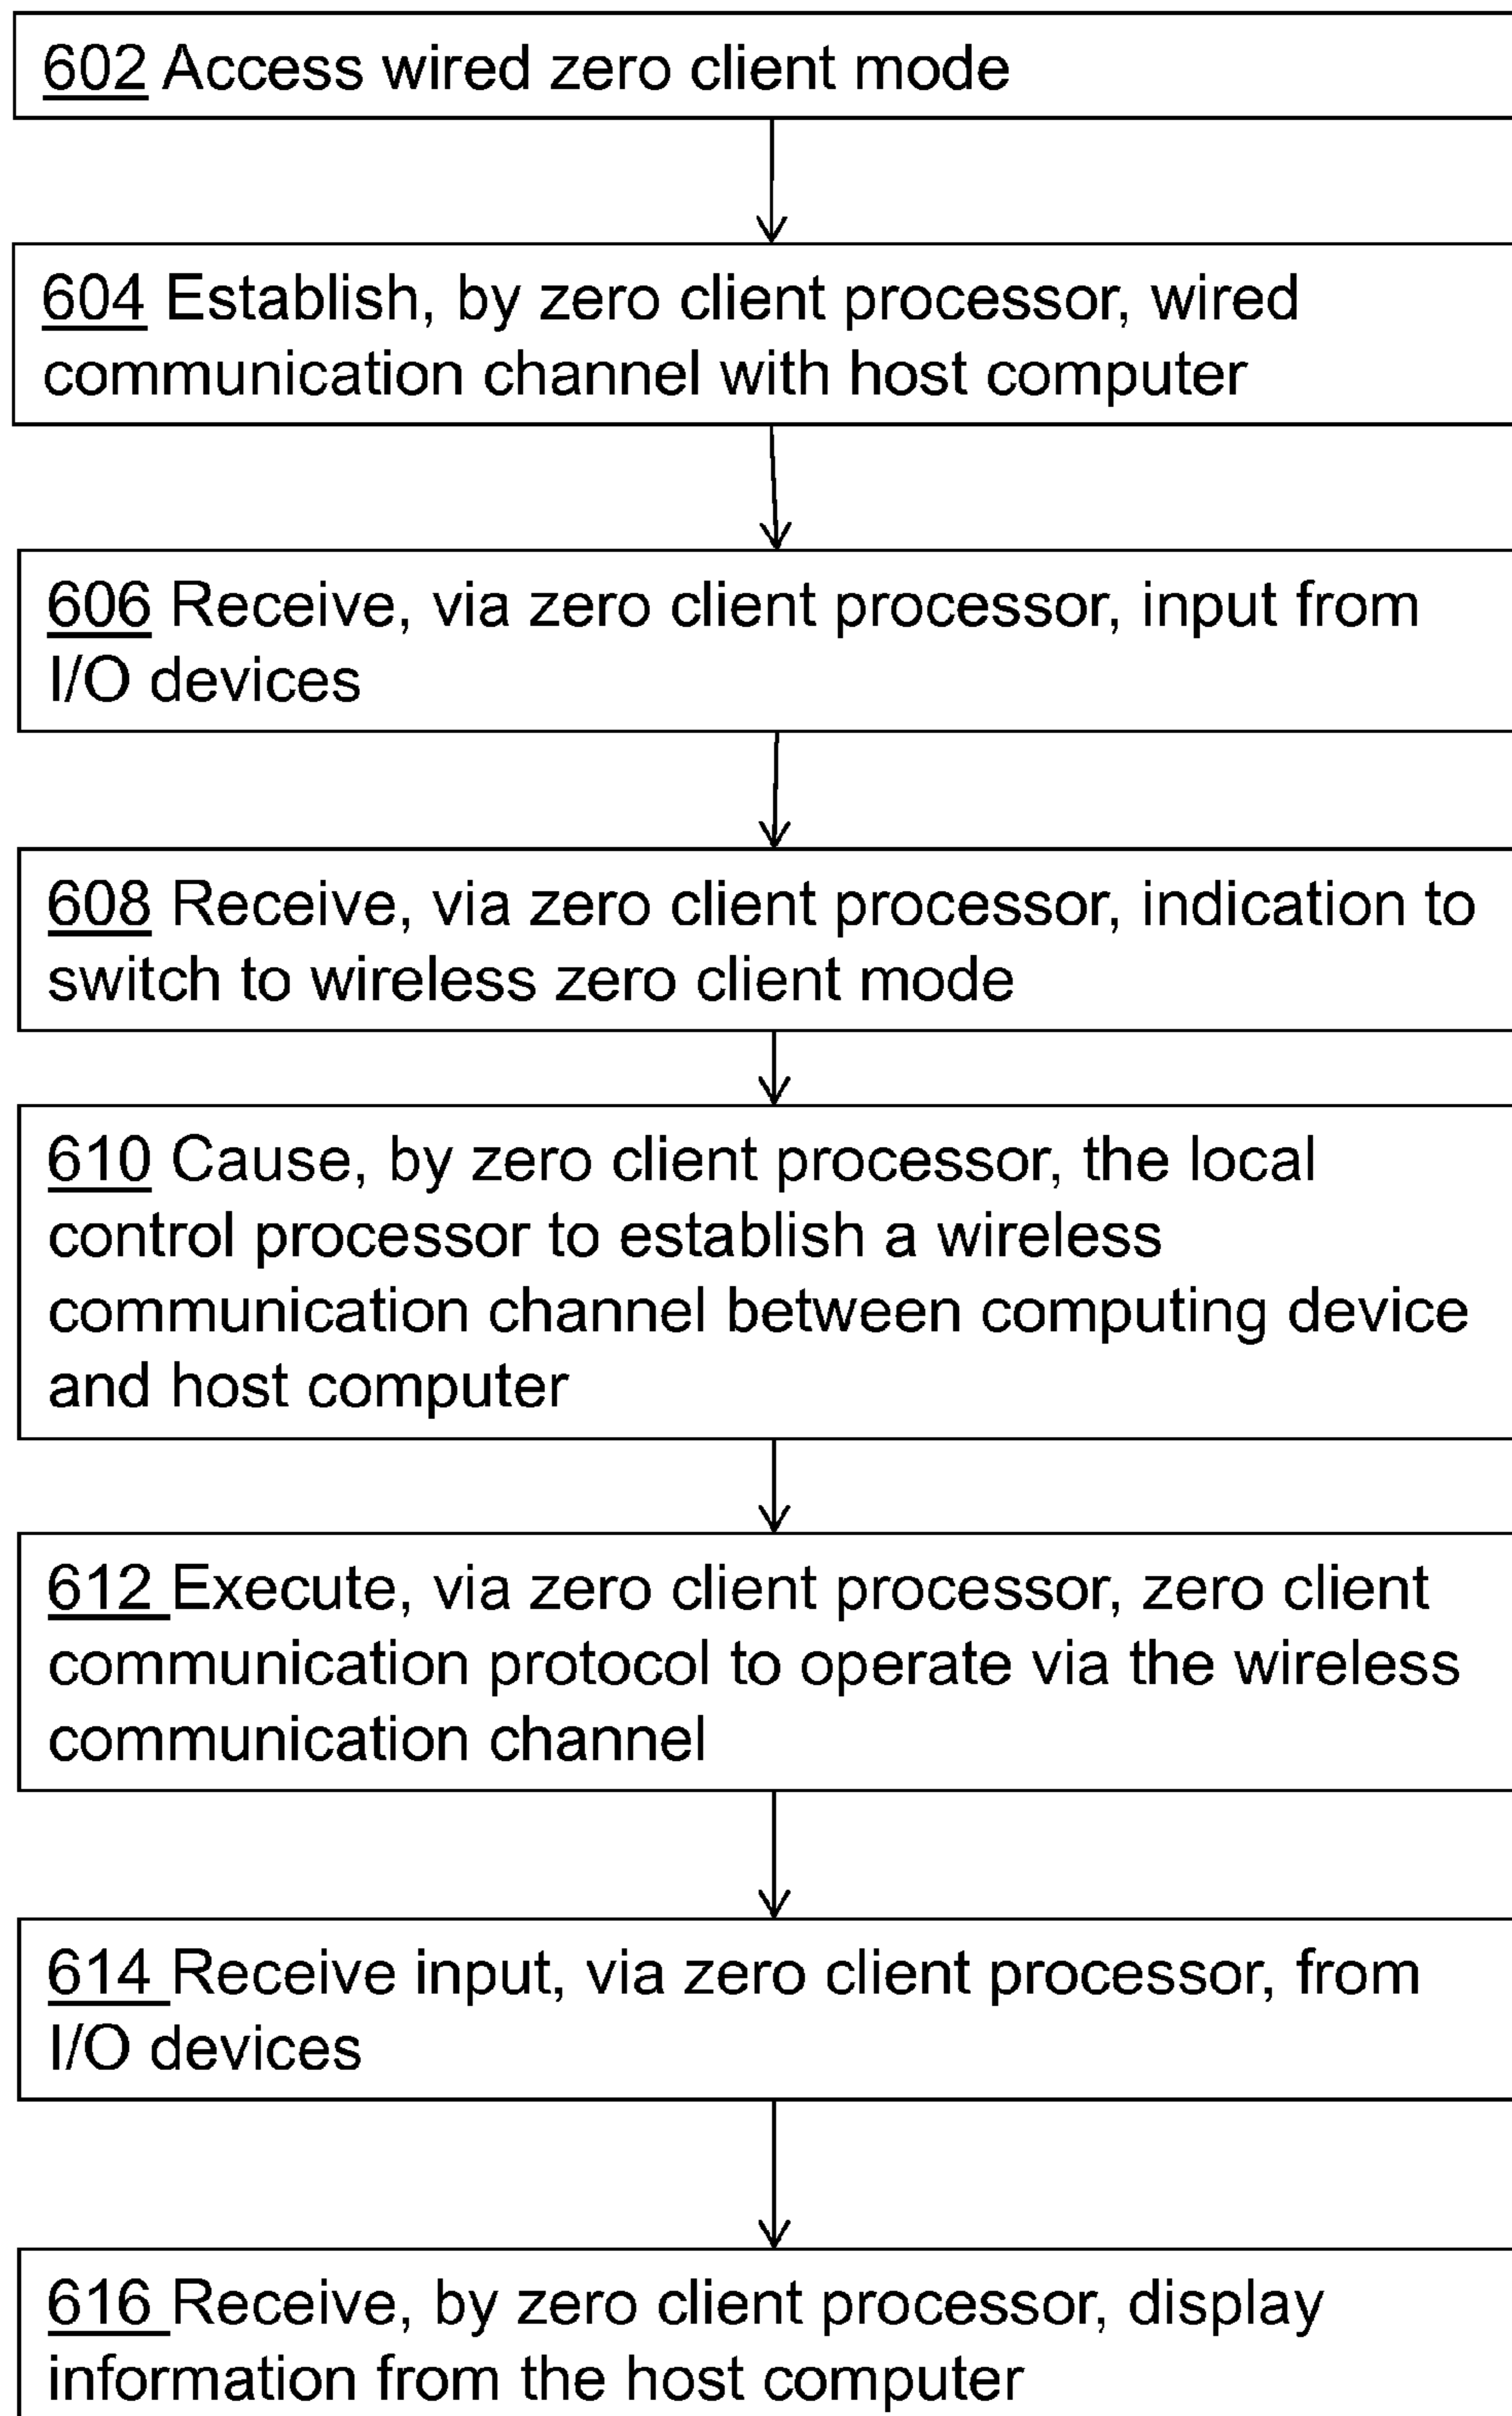 602 Access wired zero client mode
604 Establish, by zero client processor, wired
communication channel with host computer
606 Receive, via zero client processor, input from
I/O devices
608 Receive, via zero client processor, indication to
switch to wireless zero client mode
610 Cause, by zero client processor, the local
control processor to establish a wireless
communication channel between computing device
and host computer
612 Execute, via zero client processor, zero client
communication protocol to operate via the wireless
communication channel
614 Receive input, via zero client processor, from
I/O devices
616 Receive, by zero client processor, display
information from the host computer